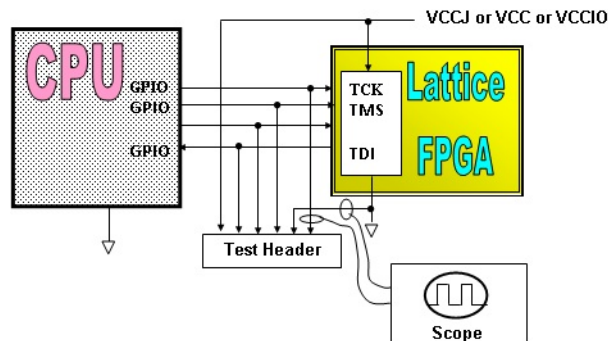 VCCJ or VCC or VCCIO
CPU
GPIO
GPIO
GPIO
TCK
TMS
TDI
Lattice
FPGA
Test Header
Scope